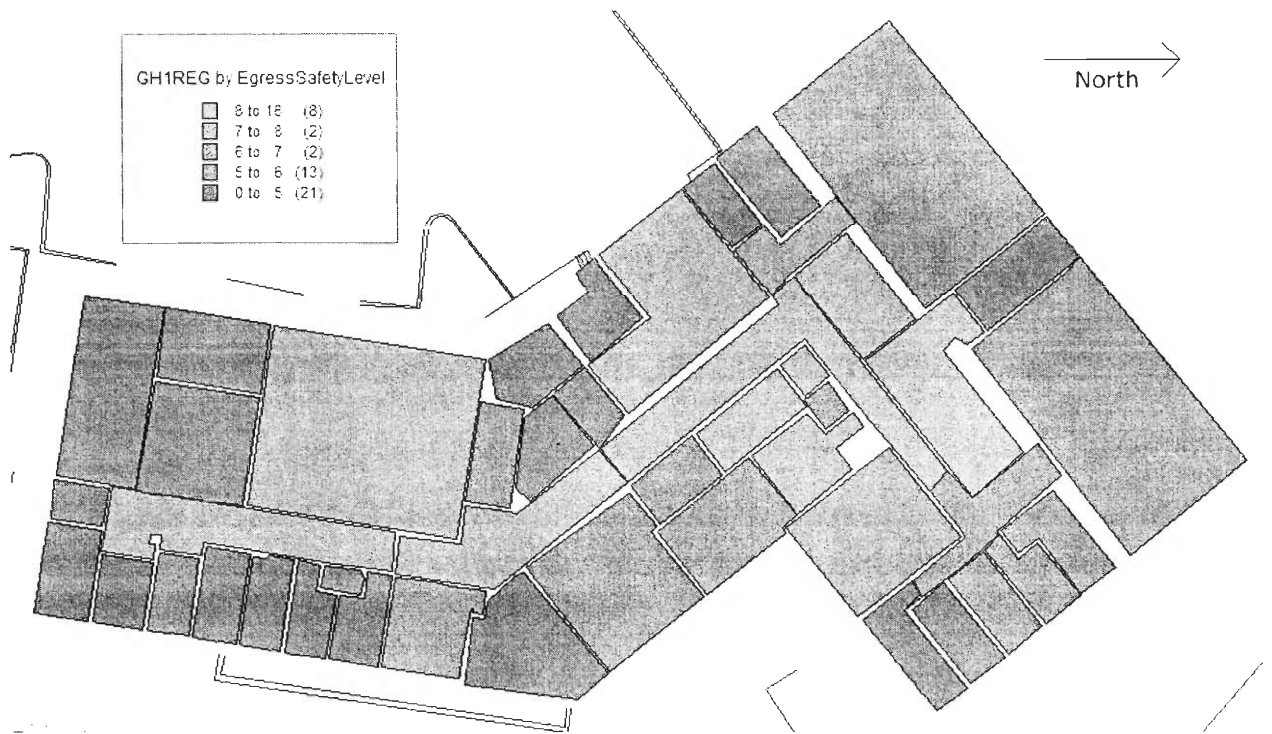 GH1REG by EgressSafetyLevel
8 to 18 (8)
7 to 8 (2)
6 to 7 (2)
5 to 6 (13)
0 to 5 (21)
North